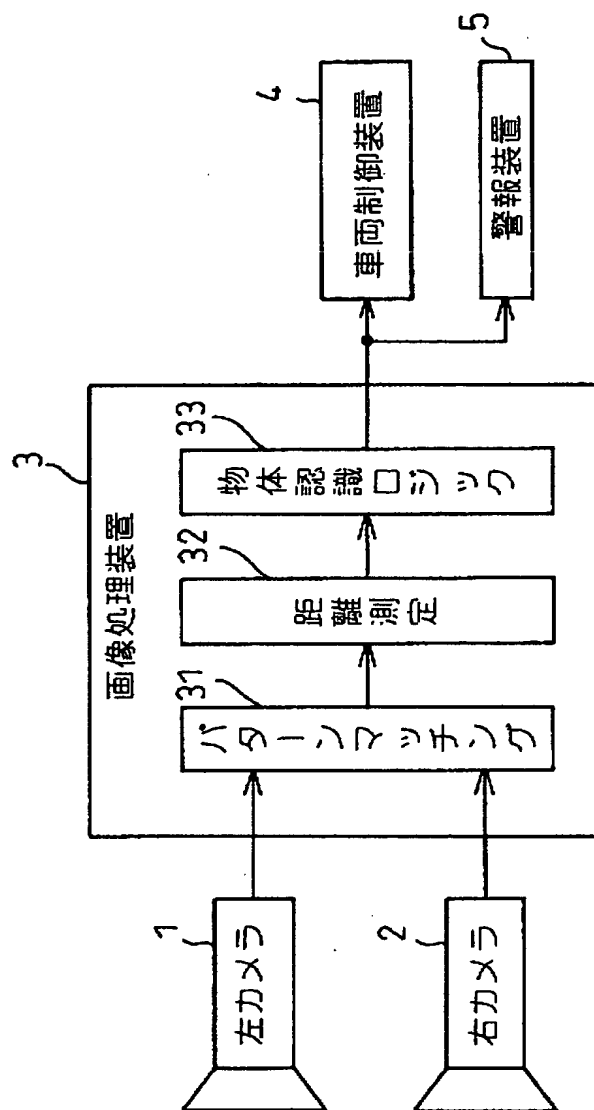 1
左カメラ
2
右カメラ
3
画像処理装置
31
パターンマッチング
32
距離測定
33
物体認識ロジック
4
車両制御装置
5
警報装置